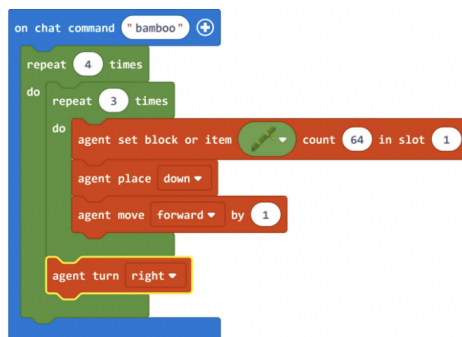 on chat command "bamboo"
repeat 4 times
do
repeat 3 times
do
agent set block or item count 64 in slot 1
agent place down
agent move forward by 1
agent turn right